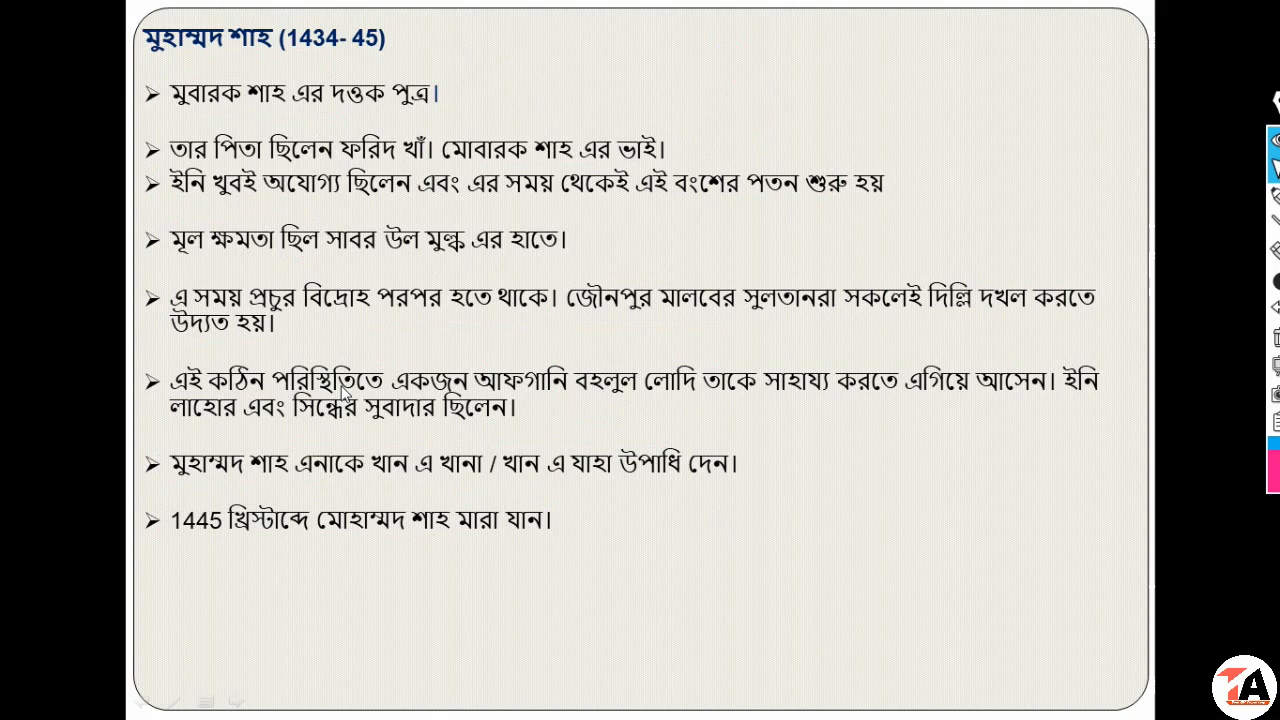 মুহাম্মদ শাহ (1434- 45)
➢ মুবারক শাহ এর দত্তক পুত্র।
➢ তার পিতা ছিলেন ফরিদ খাঁ। মোবারক শাহ এর ভাই।
➢ ইনি খুবই অযোগ্য ছিলেন এবং এর সময় থেকেই এই বংশের পতন শুরু হয়
➢ মূল ক্ষমতা ছিল সাবর উল মুল্ক এর হাতে।
➢ এ সময় প্রচুর বিদ্রোহ পরপর হতে থাকে। জৌনপুর মালবের সুলতানরা সকলেই দিল্লি দখল করতে
উদ্যত হয়।
➢ এই কঠিন পরিস্থিতিতে একজন আফগানি বহলুল লোদি তাকে সাহায্য করতে এগিয়ে আসেন। ইনি
লাহোর এবং সিন্ধের সুবাদার ছিলেন।
➢ মুহাম্মদ শাহ এনাকে খান এ খানা / খান এ যাহা উপাধি দেন।
➢ 1445 খ্রিস্টাব্দে মোহাম্মদ শাহ মারা যান।
TA